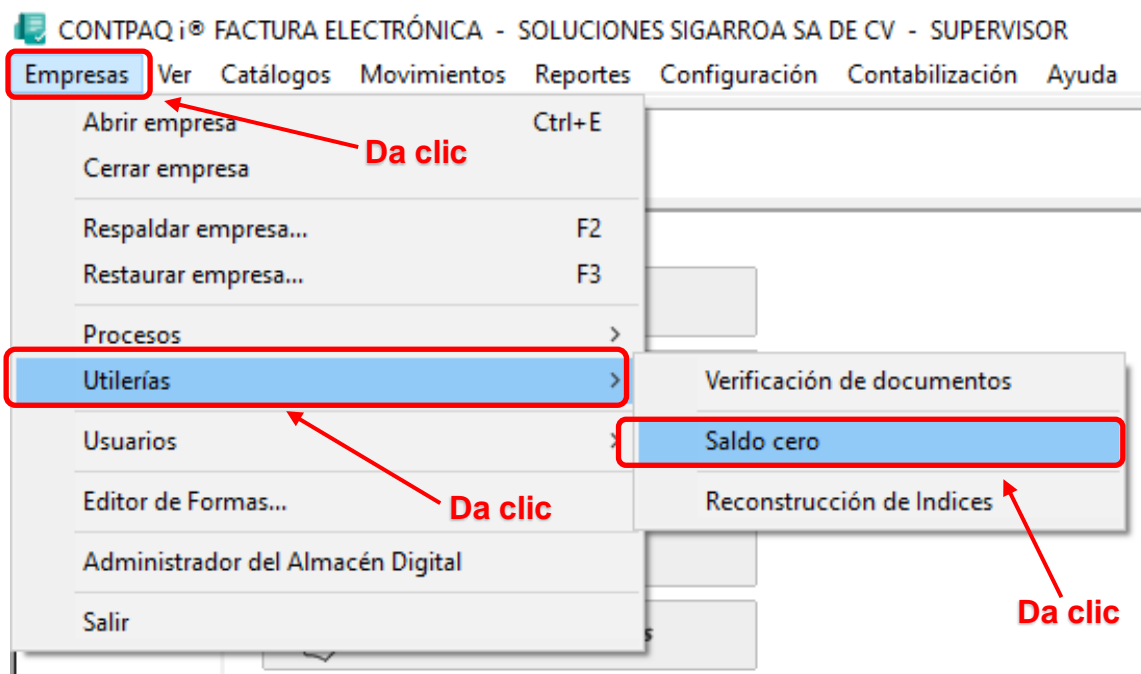 CONTPAQ i® FACTURA ELECTRÓNICA - SOLUCIONES SIGARROA SA DE CV - SUPERVISOR
Empresas Ver Catálogos Movimientos Reportes Configuración Contabilización Ayuda
Abrir empresa Ctrl+E
Da clic
Cerrar empresa
Respaldar empresa... F2
Restaurar empresa... F3
Procesos >
Utilerías >
Verificación de documentos
Usuarios
Saldo cero
Editor de Formas...
Da clic
Reconstrucción de Indices
Administrador del Almacén Digital
Da clic
Salir
s